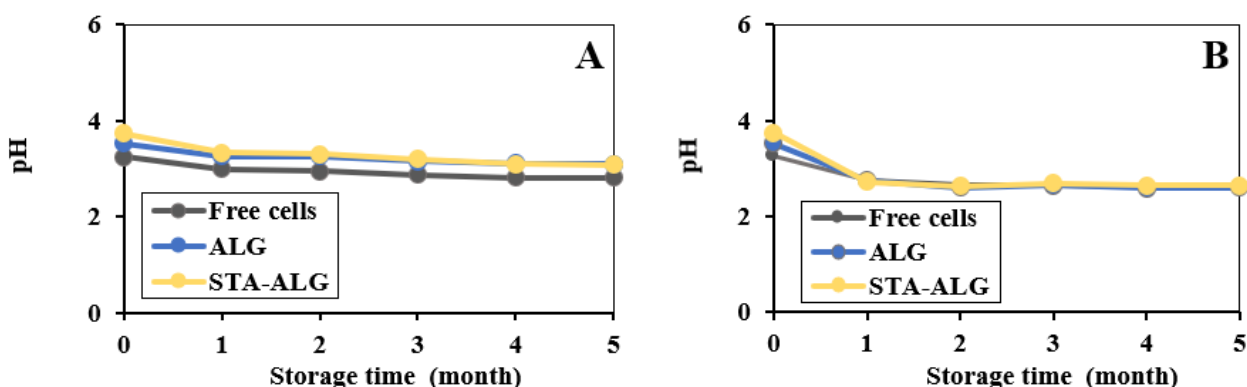 6
A
4
pH
2
Free cells
ALG
STA-ALG
0
0 1 2 3 4 5
Storage time (month)
6
B
4
pH
2
Free cells
ALG
STA-ALG
0
0 1 2 3 4 5
Storage time (month)